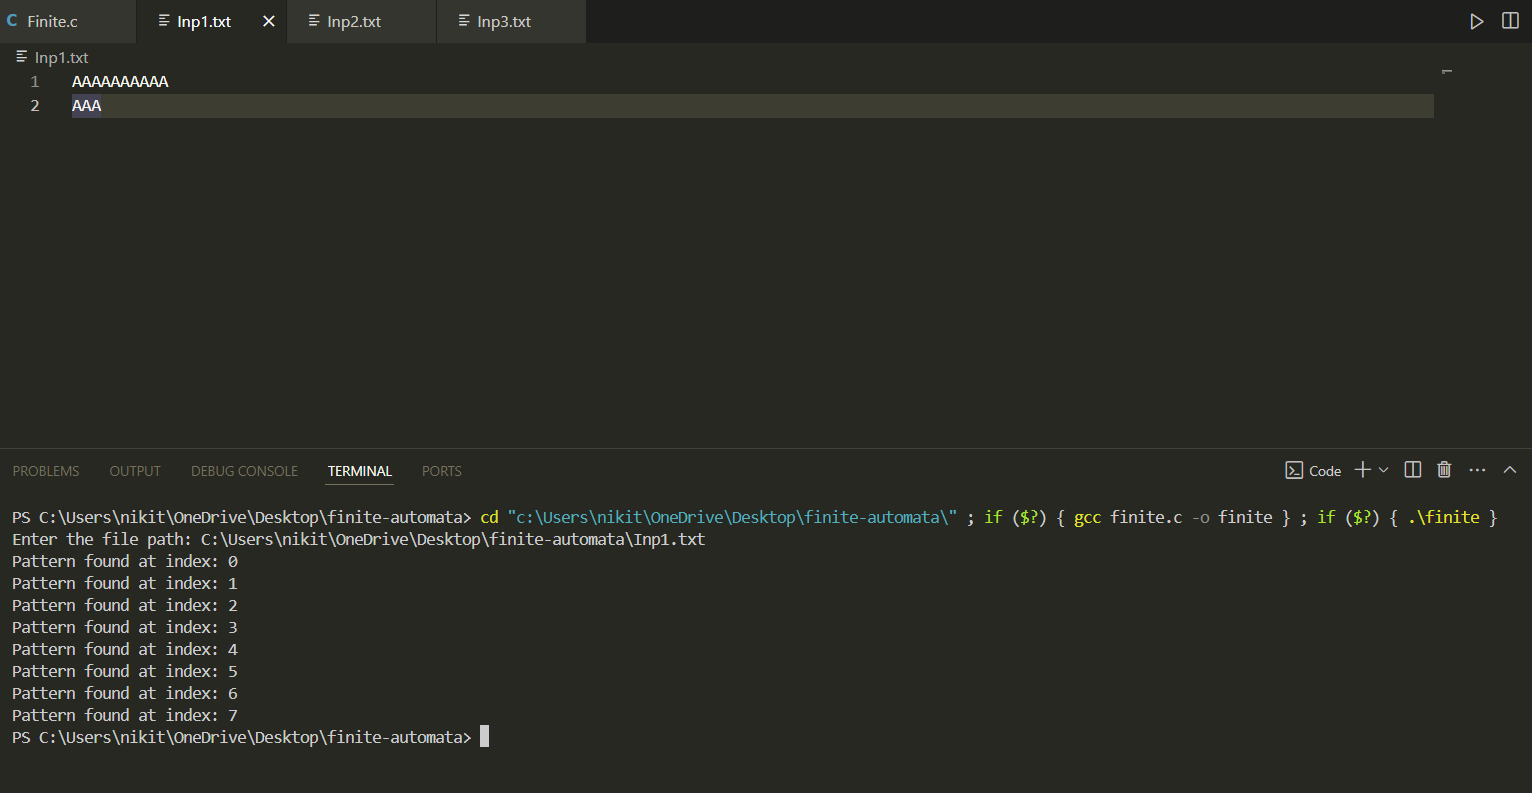 C Finite.c Inp1.txt Inp2.txt Inp3.txt
Inp1.txt
1 AAAAAAAAAA
2 AAA
PROBLEMS OUTPUT DEBUG CONSOLE TERMINAL PORTS Code
PS C:\Users\nikit\OneDrive\Desktop\finite-automata> cd "c:\Users\nikit\OneDrive\Desktop\finite-automata\" ; if ($?) { gcc finite.c -o finite } ; if ($?) { .\finite }
Enter the file path: C:\Users\nikit\OneDrive\Desktop\finite-automata\Inp1.txt
Pattern found at index: 0
Pattern found at index: 1
Pattern found at index: 2
Pattern found at index: 3
Pattern found at index: 4
Pattern found at index: 5
Pattern found at index: 6
Pattern found at index: 7
PS C:\Users\nikit\OneDrive\Desktop\finite-automata>